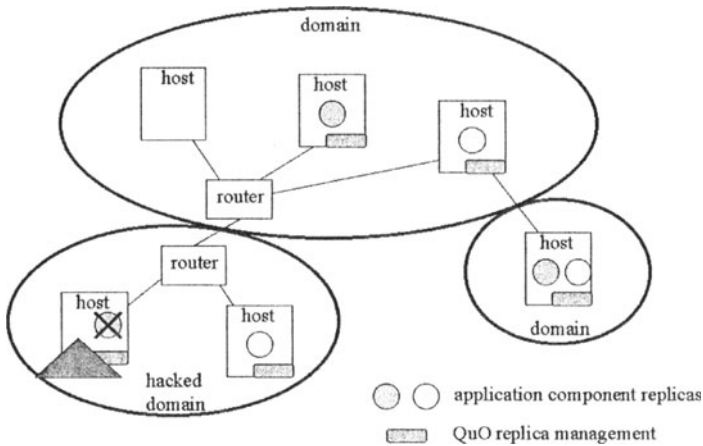 domain
host
host
host
router
router
host
host
host
domain
hacked
domain
application component replicas
QuO replica management